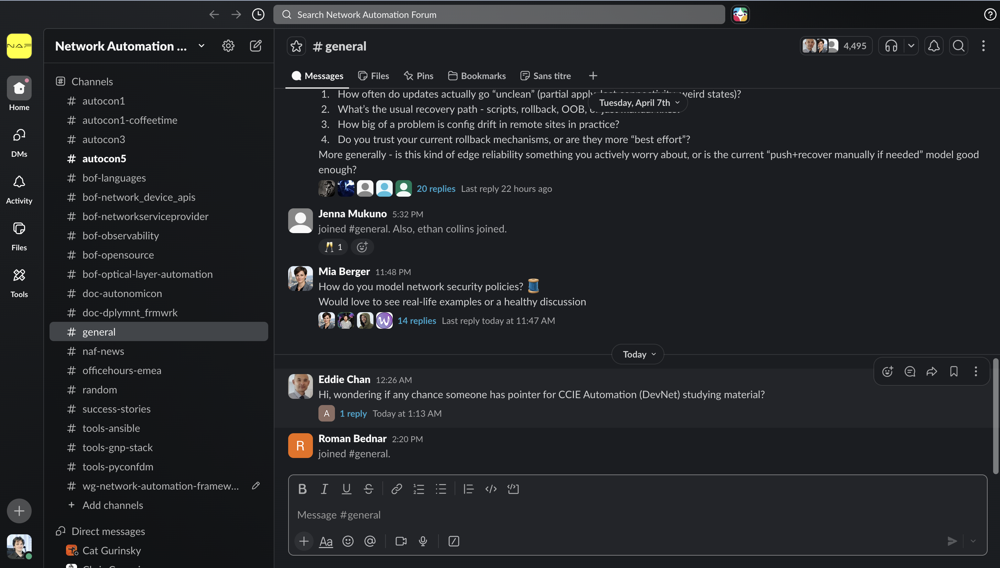 Search Network Automation Forum
NAF
Network Automation ...
# general
4,495
Messages
Files
Pins
Bookmarks
Sans titre
Home
DMs
Activity
Files
Tools
Channels
# autocon1
# autocon1-coffeetime
# autocon3
# autocon5
# bof-languages
# bof-network_device_apis
# bof-networkserviceprovider
# bof-observability
# bof-opensource
# bof-optical-layer-automation
# doc-autonomicon
# doc-dplymnt_frmwrk
# general
# naf-news
# officehours-emea
# random
# success-stories
# tools-ansible
# tools-gnp-stack
# tools-pyconfdm
# wg-network-automation-framew...
+ Add channels
Direct messages
Cat Gurinsky
1. How often do updates actually go “unclean” (partial apply, lost connectivity, weird states)?
Tuesday, April 7th
2. What’s the usual recovery path - scripts, rollback, OOB, or just manual fixes?
3. How big of a problem is config drift in remote sites in practice?
4. Do you trust your current rollback mechanisms, or are they more “best effort”?
More generally - is this kind of edge reliability something you actively worry about, or is the current “push+recover manually if needed” model good
enough?
20 replies Last reply 22 hours ago
Jenna Mukuno 5:32 PM
joined #general. Also, ethan collins joined.
1
Mia Berger 11:48 PM
How do you model network security policies?
Would love to see real-life examples or a healthy discussion
14 replies Last reply today at 11:47 AM
Today
Eddie Chan 12:26 AM
Hi, wondering if any chance someone has pointer for CCIE Automation (DevNet) studying material?
A 1 reply Today at 1:13 AM
R
Roman Bednar 2:20 PM
joined #general.
Message #general
Aa